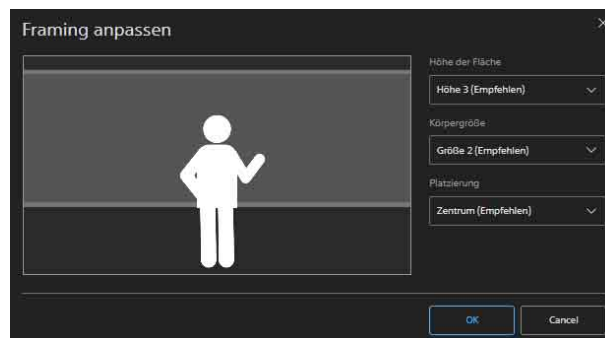 Framing anpassen
Höhe der Fläche
Höhe 3 (Empfehlen)
Körpergröße
Größe 2 (Empfehlen)
Platzierung
Zentrum (Empfehlen)
OK
Cancel